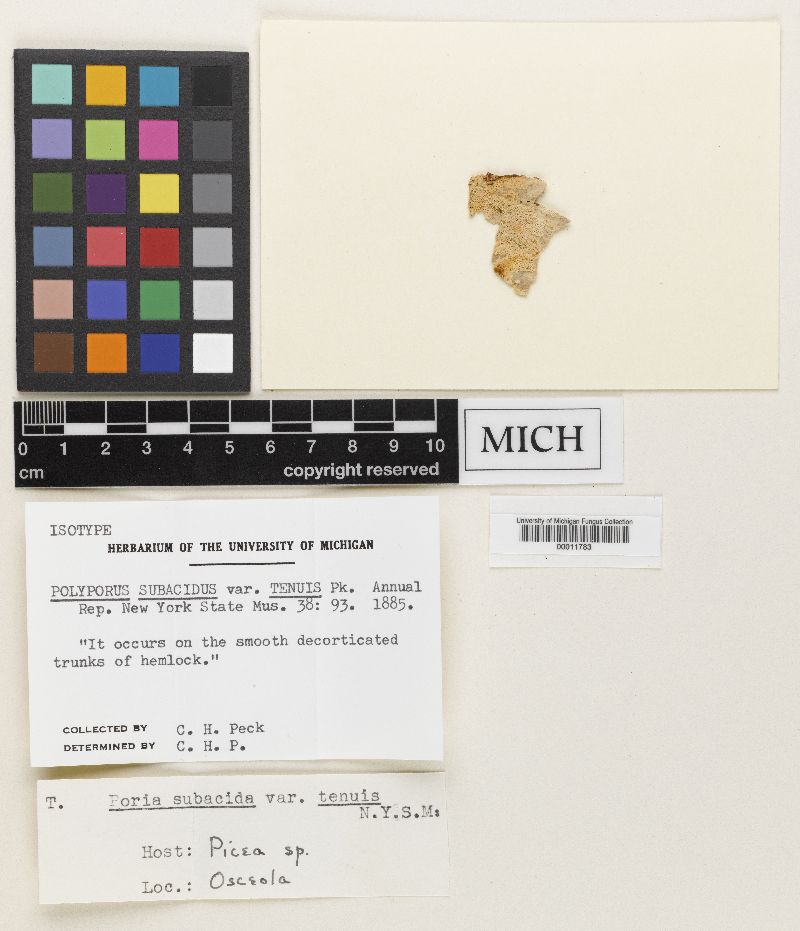 0 1 2 3 4 5 6 7 8 9 10
cm copyright reserved
MICH
University of Michigan Fungus Collection
00011783
ISOTYPE
HERBARIUM OF THE UNIVERSITY OF MICHIGAN
POLYPORUS SUBACIDUS var. TENUIS Pk. Annual
Rep. New York State Mus. 38: 93. 1885.
"It occurs on the smooth decorticated
trunks of hemlock."
COLLECTED BY C. H. Peck
DETERMINED BY C. H. P.
T. Poria subacida var. tenuis
N.Y.S.M:
Host: Picea sp.
Loc.: Osceola